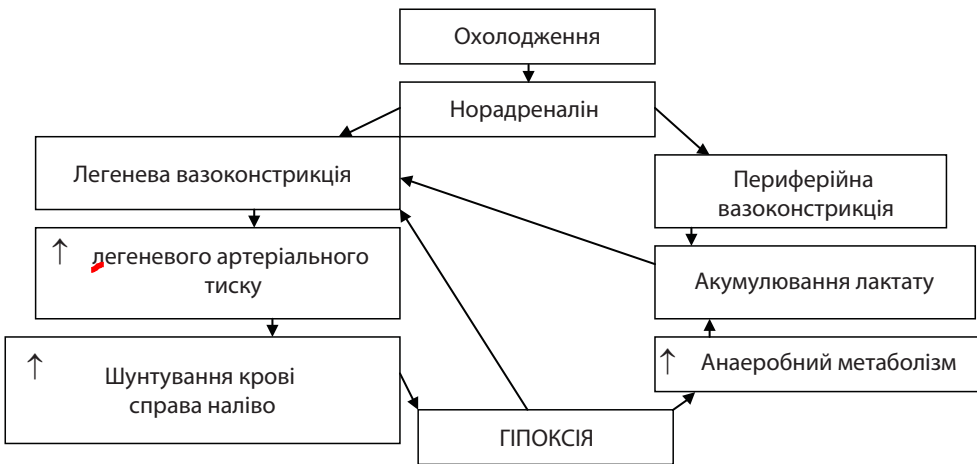 Охолодження
Норадреналін
Легенева вазоконстрикція
Периферійна
вазоконстрикція
↑ легеневого артеріального
тиску
Акумулювання лактату
↑ Шунтування крові
справа наліво
↑ Анаеробний метаболізм
ГІПОКСІЯ